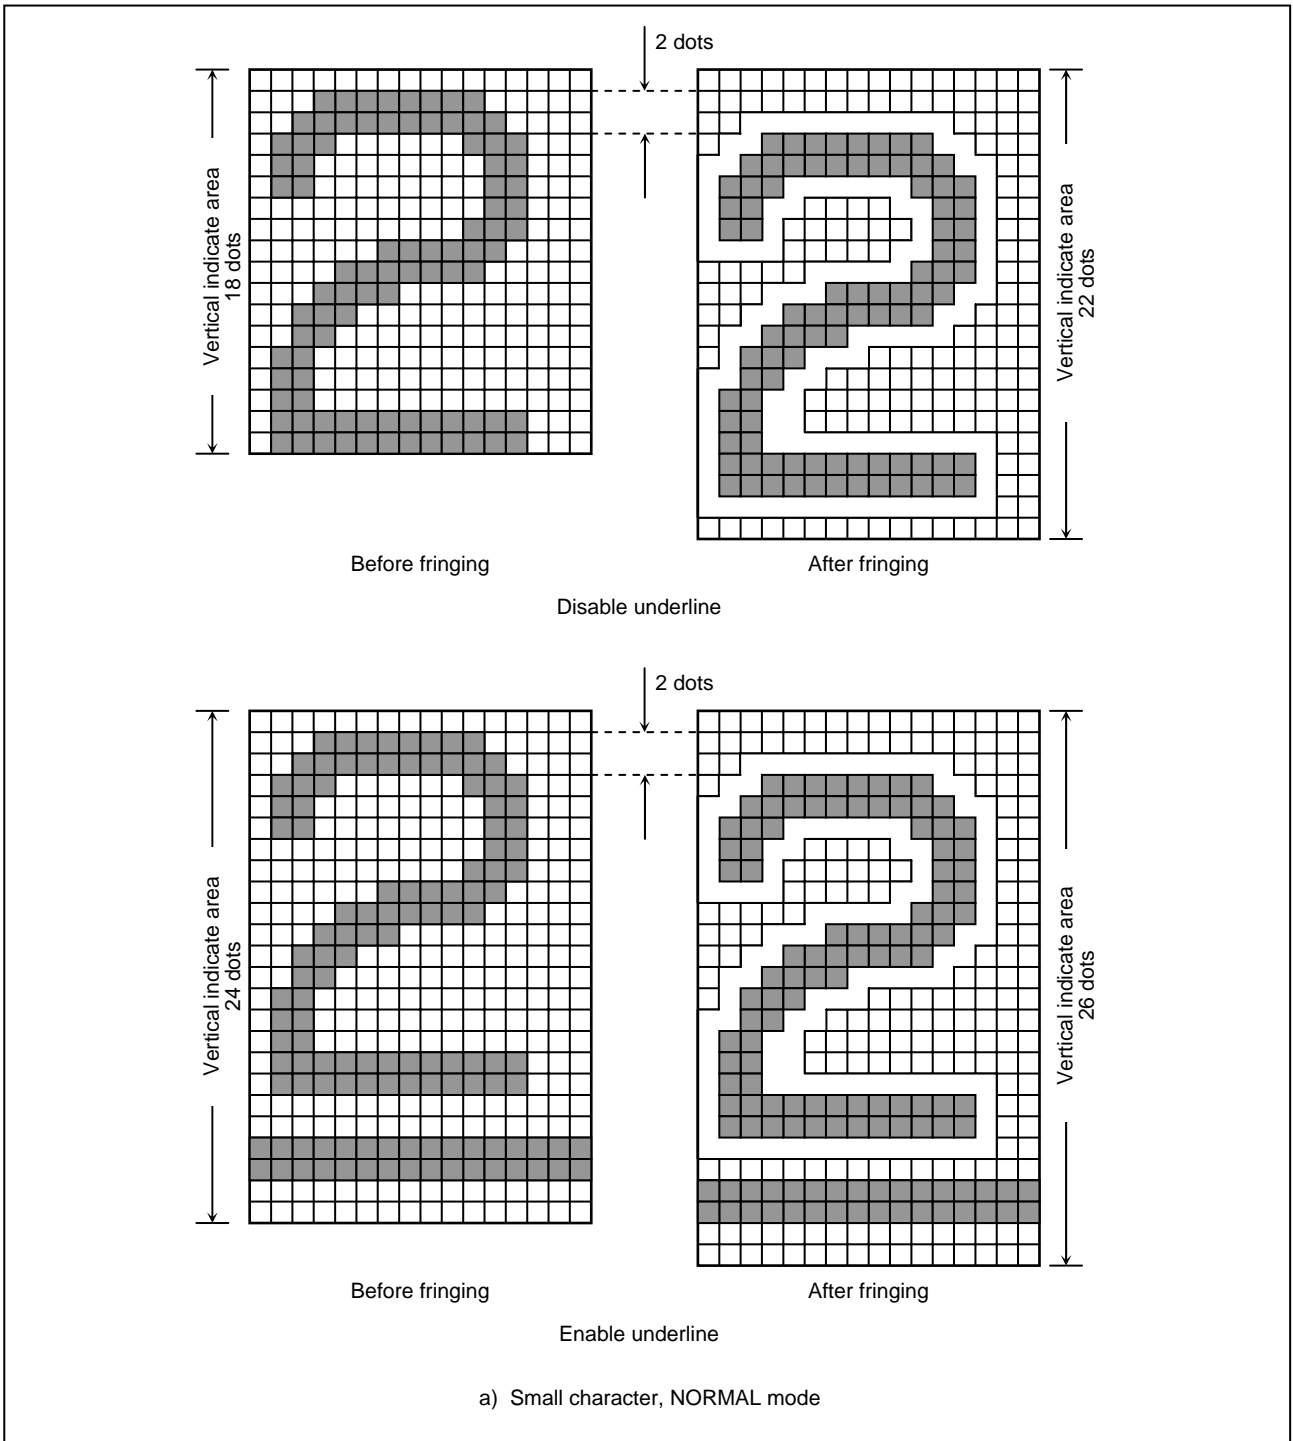 2 dots
Vertical indicate area
18 dots
Vertical indicate area
22 dots
Before fringing
After fringing
Disable underline
2 dots
Vertical indicate area
24 dots
Vertical indicate area
26 dots
Before fringing
After fringing
Enable underline
a) Small character, NORMAL mode